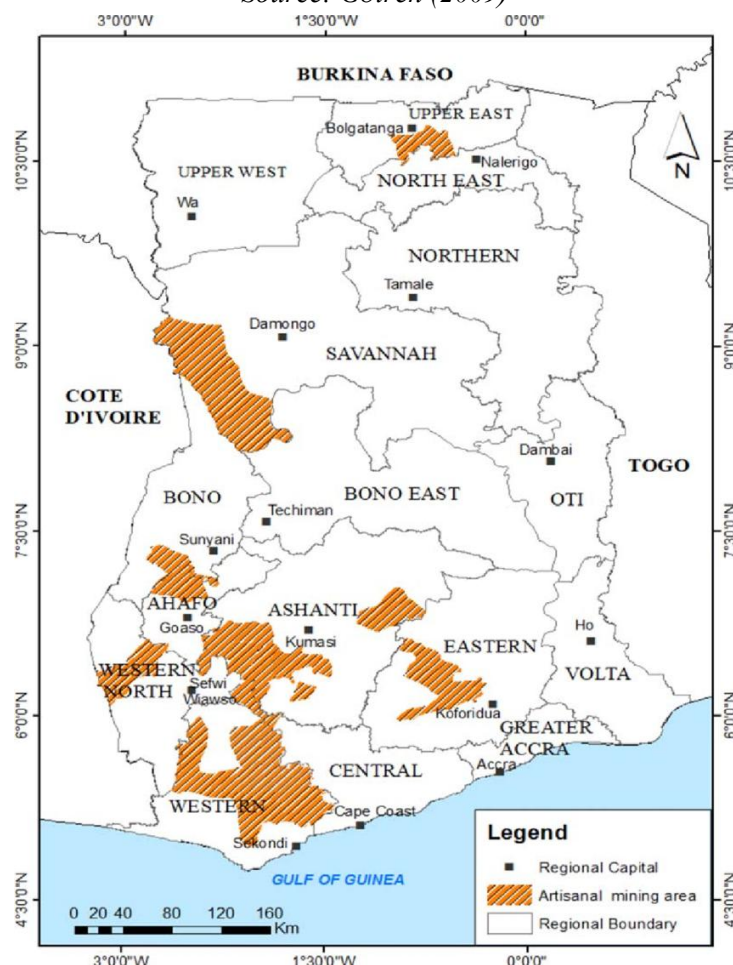 Source: Coiren (2009)
3°0'0"W 1°30'0"W 0°0'0"
BURKINA FASO
UPPER EAST
Bolgatanga
10°30'0"N
Nalerigo
10°30'0"N
UPPER WEST
NORTH EAST
N
Wa
NORTHERN
Tamale
Damongo
9°0'0"N
SAVANNAH
9°0'0"N
COTE
D'IVOIRE
Dambai
TOGO
BONO
BONO EAST
OTI
Techiman
7°30'0"N
Sunyani
7°30'0"N
AHAFO
ASHANTI
Goaso
Kumasi
Ho
EASTERN
WESTERN
NORTH
VOLTA
Sefwi
Wiawso
6°0'0"N
Koforidua
6°0'0"N
GREATER
ACCRA
Accra
CENTRAL
WESTERN
Cape Coast
Sekondi
GULF OF GUINEA
Legend
Regional Capital
Artisanal mining area
Regional Boundary
4°30'0"N
0 20 40 80 120 160
Km
4°30'0"N
3°0'0"W 1°30'0"W 0°0'0"